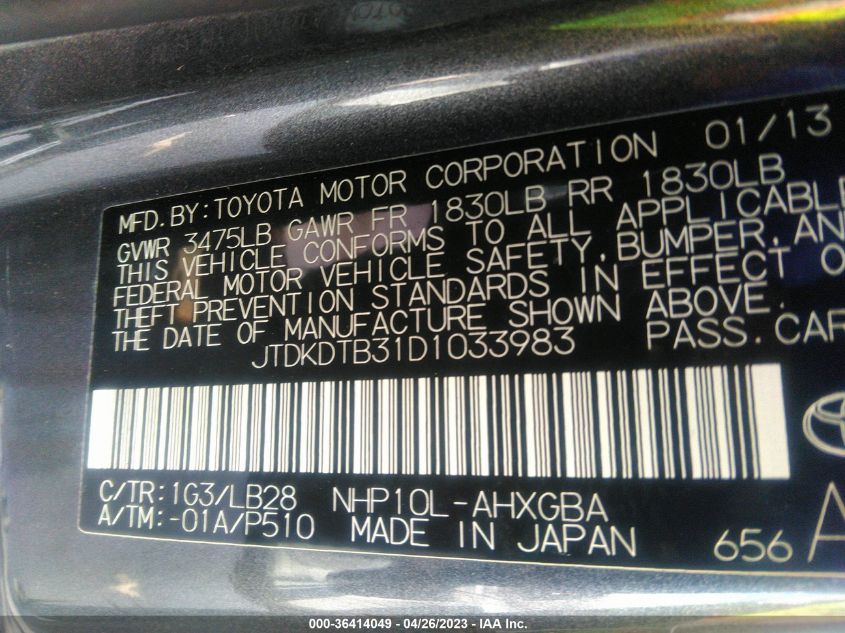 MFD. BY: TOYOTA MOTOR CORPORATION 01/13
GVWR 3475LB GAWR FR 1830LB RR 1830LB
THIS VEHICLE CONFORMS TO ALL APPLICABLE
FEDERAL MOTOR VEHICLE SAFETY, BUMPER, AN
THEFT PREVENTION STANDARDS IN EFFECT O
THE DATE OF MANUFACTURE SHOWN ABOVE.
JTDKDTB31D1033983 PASS. CAR
C/TR: 1G3/LB28 NHP10L-AHXGBA
A/TM: -01A/P510 MADE IN JAPAN
656 A
000-36414049 - 04/26/2023 - IAA Inc.